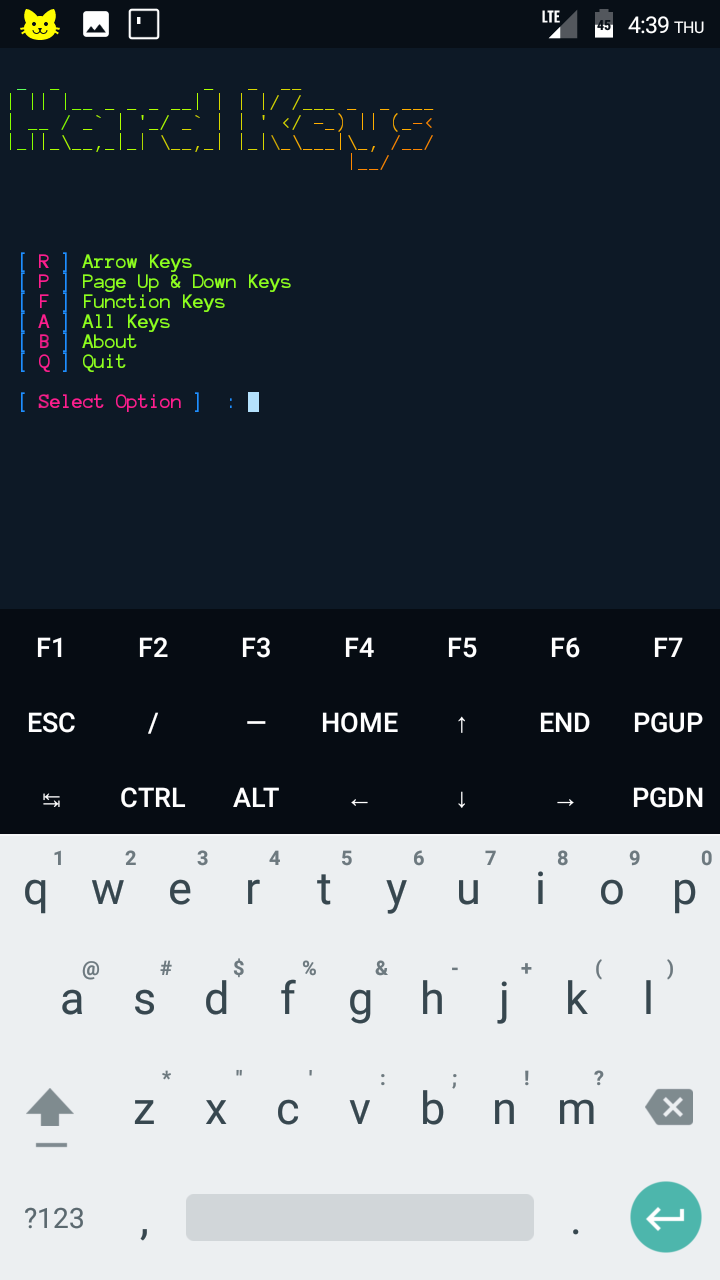 LTE 45 4:39 THU
Hard Keys
[ R ] Arrow Keys
[ P ] Page Up & Down Keys
[ F ] Function Keys
[ A ] All Keys
[ B ] About
[ Q ] Quit
[ Select Option ] :
F1 F2 F3 F4 F5 F6 F7
ESC / — HOME ↑ END PGUP
↹ CTRL ALT ← ↓ → PGDN
1 2 3 4 5 6 7 8 9 0
q w e r t y u i o p
@ # $ % & - + ( )
a s d f g h j k l
* " ' : ; ! ?
z x c v b n m
?123 , .